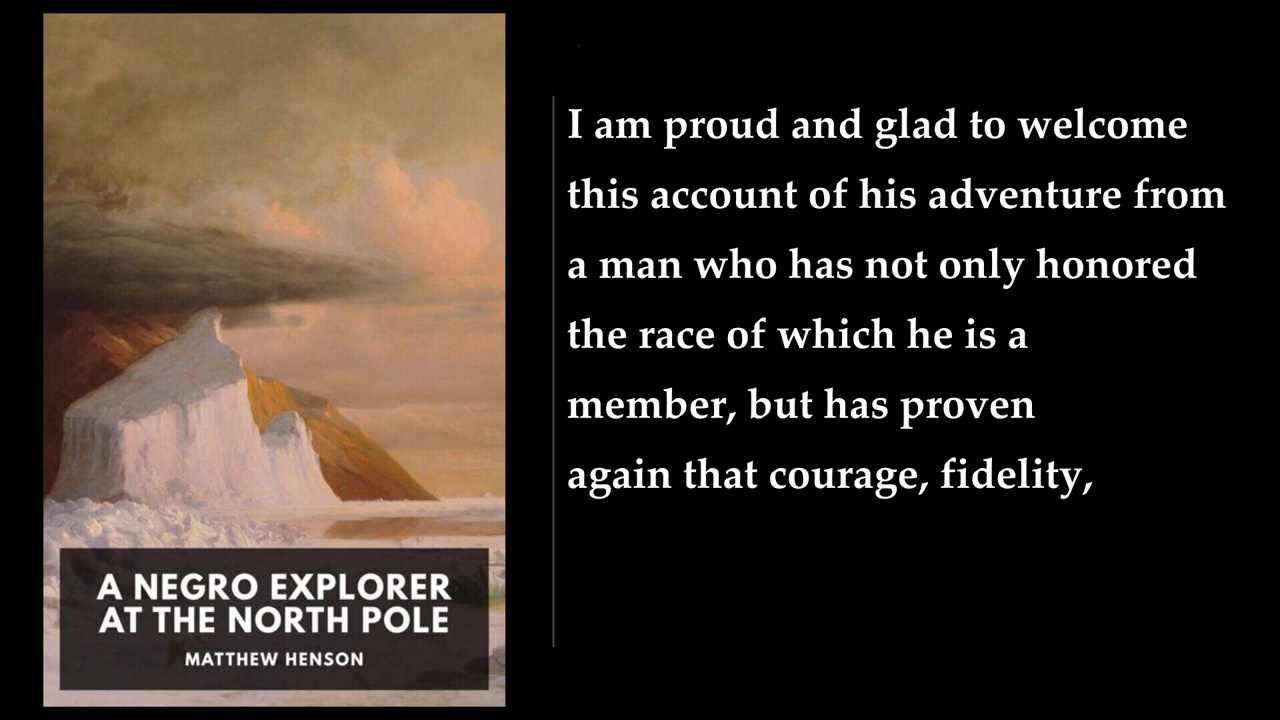 A NEGRO EXPLORER
AT THE NORTH POLE
MATTHEW HENSON
I am proud and glad to welcome
this account of his adventure from
a man who has not only honored
the race of which he is a
member, but has proven
again that courage, fidelity,